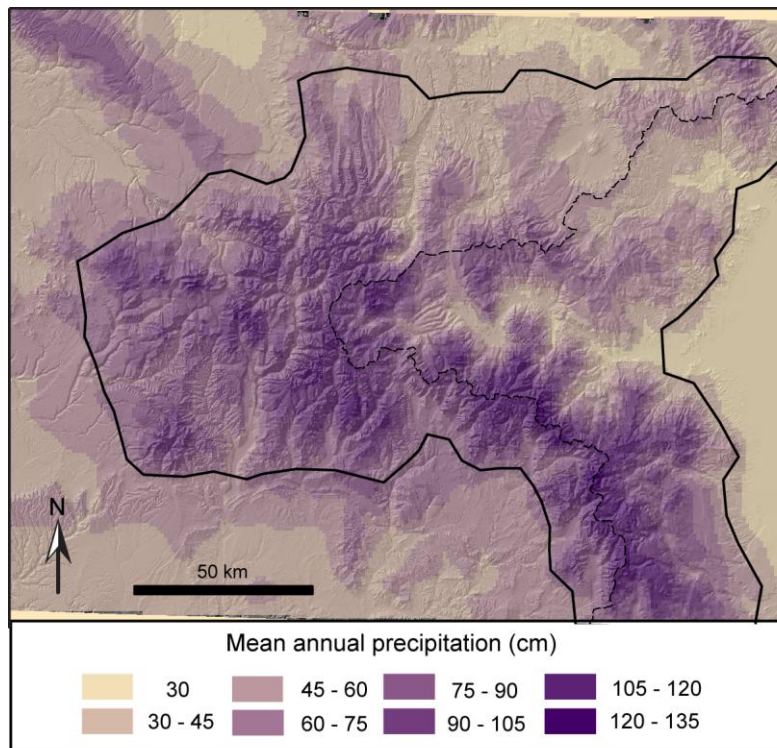 N
50 km
Mean annual precipitation (cm)
30 45 - 60 75 - 90 105 - 120
30 - 45 60 - 75 90 - 105 120 - 135